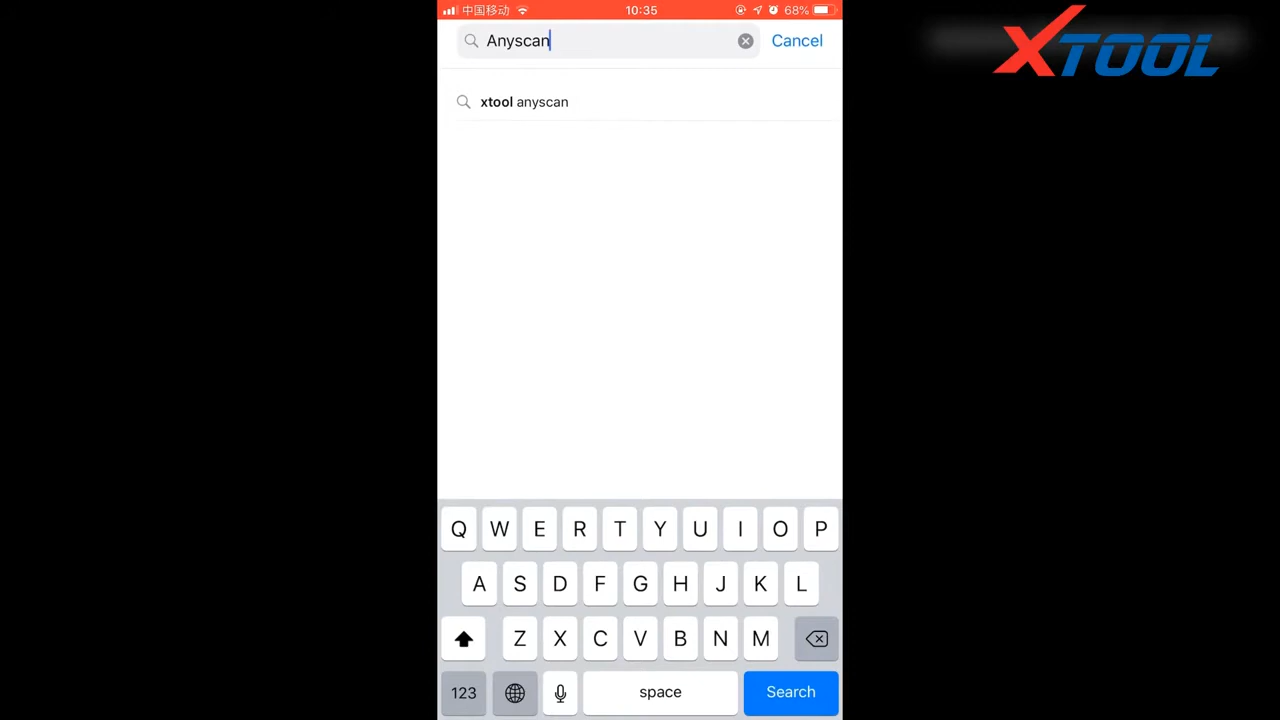 中国移动 10:35 68%
Anyscan Cancel
xtool anyscan
XTOOL
Q W E R T Y U I O P
A S D F G H J K L
Z X C V B N M
123 space Search